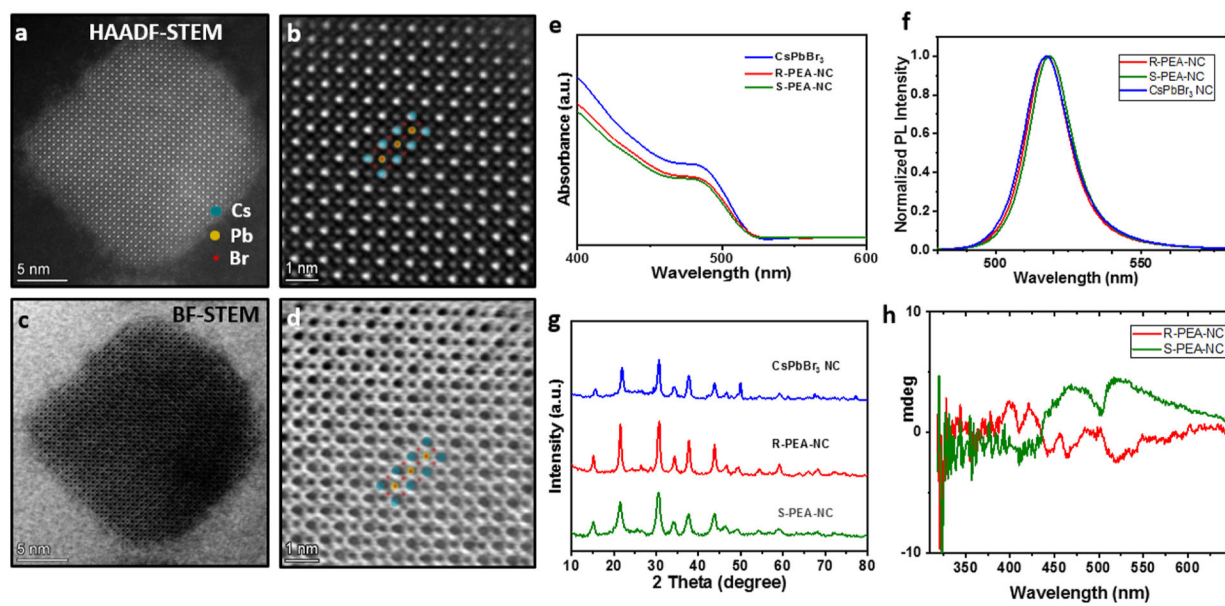 a
HAADF-STEM
Cs
Pb
Br
5 nm
b
1 nm
c
BF-STEM
5 nm
d
1 nm
e
CsPbBr₃
R-PEA-NC
S-PEA-NC
Absorbance (a.u.)
400
500
600
Wavelength (nm)
f
R-PEA-NC
S-PEA-NC
CsPbBr₃ NC
Normalized PL Intensity
1.0
0.8
0.6
0.4
0.2
0.0
500
550
Wavelength (nm)
g
CsPbBr₃ NC
R-PEA-NC
S-PEA-NC
Intensity (a.u.)
10 20 30 40 50 60 70 80
2 Theta (degree)
h
R-PEA-NC
S-PEA-NC
mdeg
10
0
-10
350 400 450 500 550 600
Wavelength (nm)